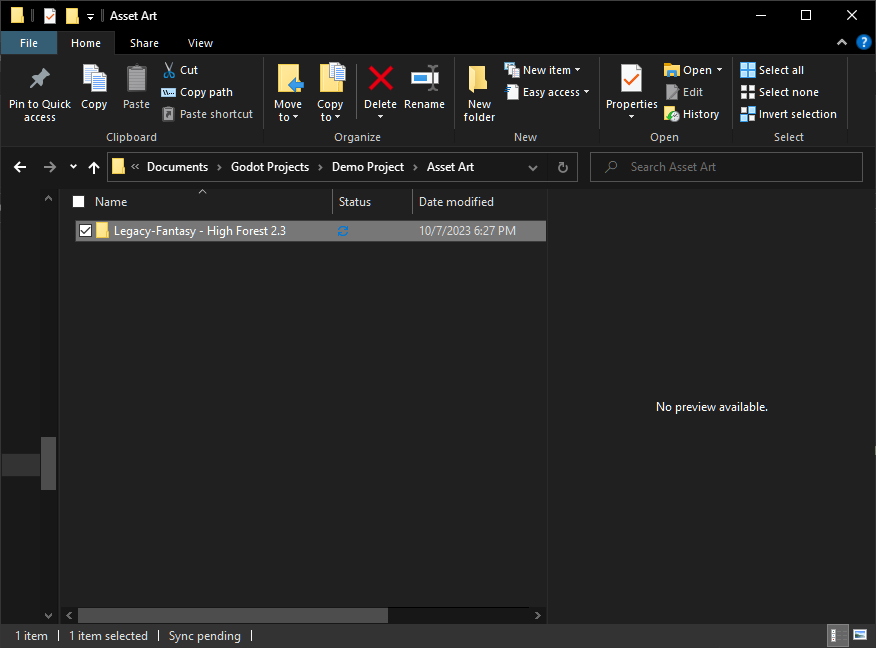 Asset Art
File Home Share View
Pin to Quick access
Copy
Paste
Cut
Copy path
Paste shortcut
Clipboard
Move to
Copy to
Delete
Rename
Organize
New folder
New item
Easy access
New
Properties
Open
Edit
History
Open
Select all
Select none
Invert selection
Select
« Documents › Godot Projects › Demo Project › Asset Art
Search Asset Art
Name Status Date modified
Legacy-Fantasy - High Forest 2.3 10/7/2023 6:27 PM
No preview available.
1 item | 1 item selected | Sync pending |